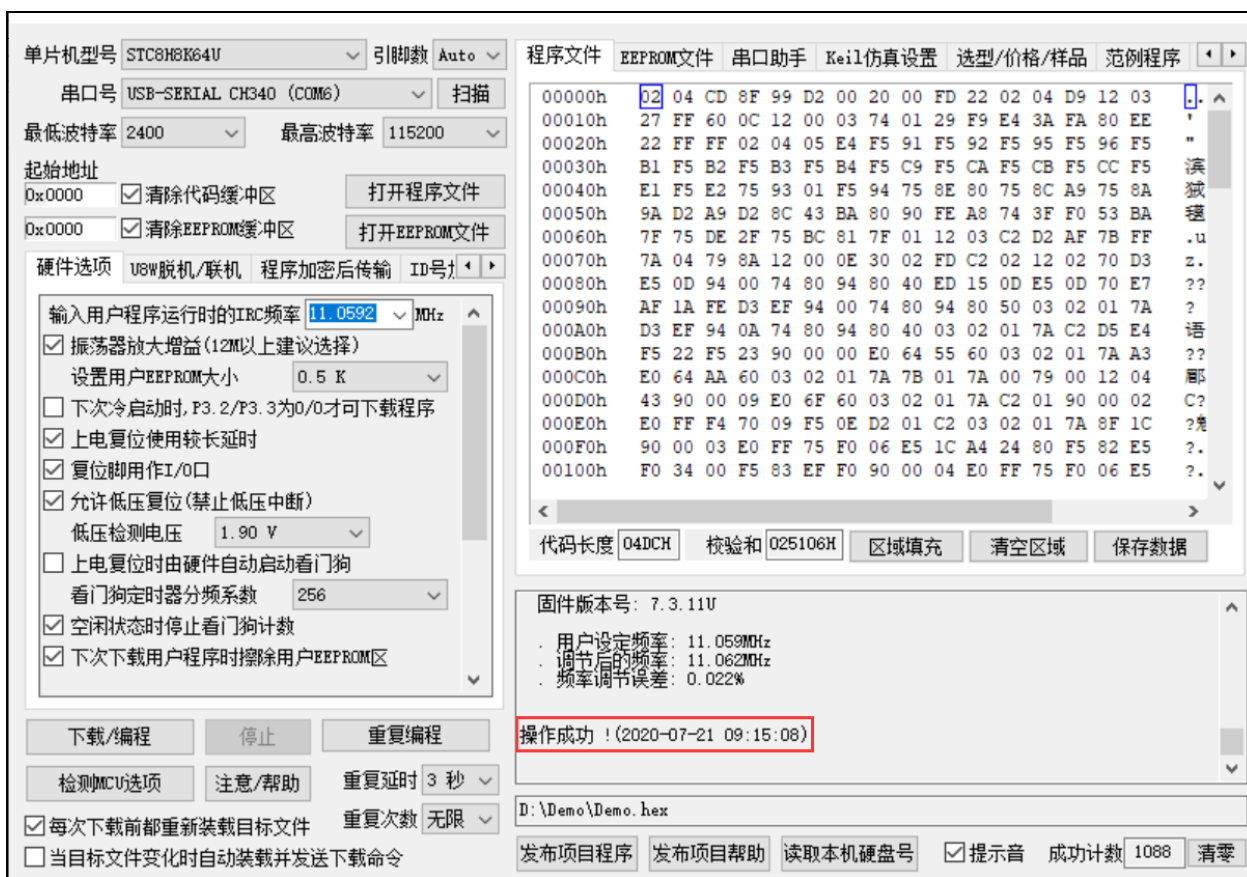 单片机型号 STC8H8K64U 引脚数 Auto
串口号 USB-SERIAL CH340 (COM6) 扫描
最低波特率 2400 最高波特率 115200
起始地址
0x0000 清除代码缓冲区 打开程序文件
0x0000 清除EEPROM缓冲区 打开EEPROM文件
硬件选项 U8W脱机/联机 程序加密后传输 ID号
输入用户程序运行时的IRC频率 11.0592 MHz
振荡器放大增益(12M以上建议选择)
设置用户EEPROM大小 0.5 K
下次冷启动时,P3.2/P3.3为0/0才可下载程序
上电复位使用较长延时
复位脚用作I/O口
允许低压复位(禁止低压中断)
低压检测电压 1.90 V
上电复位时由硬件自动启动看门狗
看门狗定时器分频系数 256
空闲状态时停止看门狗计数
下次下载用户程序时擦除用户EEPROM区
下载/编程 停止 重复编程
检测MCU选项 注意/帮助 重复延时 3 秒
重复次数 无限
每次下载前都重新装载目标文件
当目标文件变化时自动装载并发送下载命令
程序文件 EEPROM文件 串口助手 Keil仿真设置 选型/价格/样品 范例程序
00000h 02 04 CD 8F 99 D2 00 20 00 FD 22 02 04 D9 12 03 ..
00010h 27 FF 60 0C 12 00 03 74 01 29 F9 E4 3A FA 80 EE '
00020h 22 FF FF 02 04 05 E4 F5 91 F5 92 F5 95 F5 96 F5 "
00030h B1 F5 B2 F5 B3 F5 B4 F5 C9 F5 CA F5 CB F5 CC F5 滨
00040h E1 F5 E2 75 93 01 F5 94 75 8E 80 75 8C A9 75 8A
00050h 9A D2 A9 D2 8C 43 BA 80 90 FE A8 74 3F F0 53 BA
00060h 7F 75 DE 2F 75 BC 81 7F 01 12 03 C2 D2 AF 7B FF .u
00070h 7A 04 79 8A 12 00 0E 30 02 FD C2 02 12 02 70 D3 z.
00080h E5 0D 94 00 74 80 94 80 40 ED 15 0D E5 0D 70 E7 ??
00090h AF 1A FE D3 EF 94 00 74 80 94 80 50 03 02 01 7A ?
000A0h D3 EF 94 0A 74 80 94 80 40 03 02 01 7A C2 D5 E4 语
000B0h F5 22 F5 23 90 00 00 E0 64 55 60 03 02 01 7A A3 ??
000C0h E0 64 AA 60 03 02 01 7A 7B 01 7A 00 79 00 12 04 郿
000D0h 43 90 00 09 E0 6F 60 03 02 01 7A C2 01 90 00 02 C?
000E0h E0 FF F4 70 09 F5 0E D2 01 C2 03 02 01 7A 8F 1C
000F0h 90 00 03 E0 FF 75 F0 06 E5 1C A4 24 80 F5 82 E5 ?.
00100h F0 34 00 F5 83 EF F0 90 00 04 E0 FF 75 F0 06 E5 ?.
代码长度 04DCH 校验和 025106H 区域填充 清空区域 保存数据
固件版本号: 7.3.11U
. 用户设定频率: 11.059MHz
. 调节后的频率: 11.062MHz
. 频率调节误差: 0.022%
操作成功 !(2020-07-21 09:15:08)
D:\Demo\Demo.hex
发布项目程序 发布项目帮助 读取本机硬盘号 提示音 成功计数 1088 清零